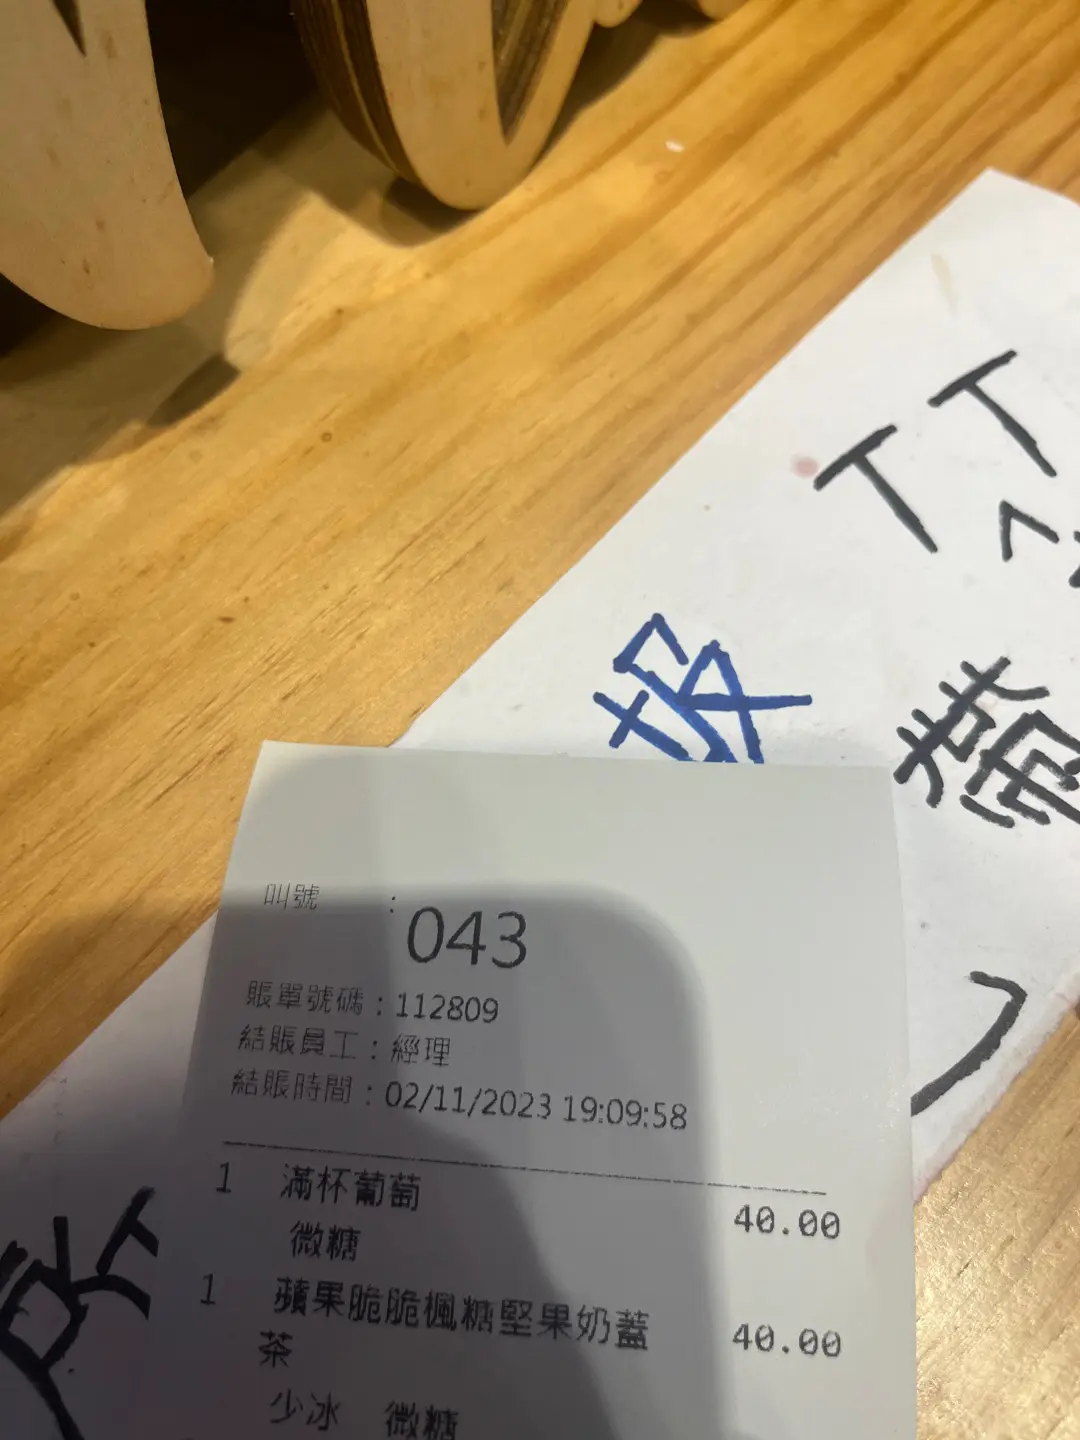 TT
叫號 : 043
賬單號碼 : 112809
結賬員工 : 經理
結賬時間 : 02/11/2023 19:09:58
1 滿杯葡萄 40.00
微糖
1 蘋果脆脆楓糖堅果奶蓋 40.00
茶
少冰 微糖